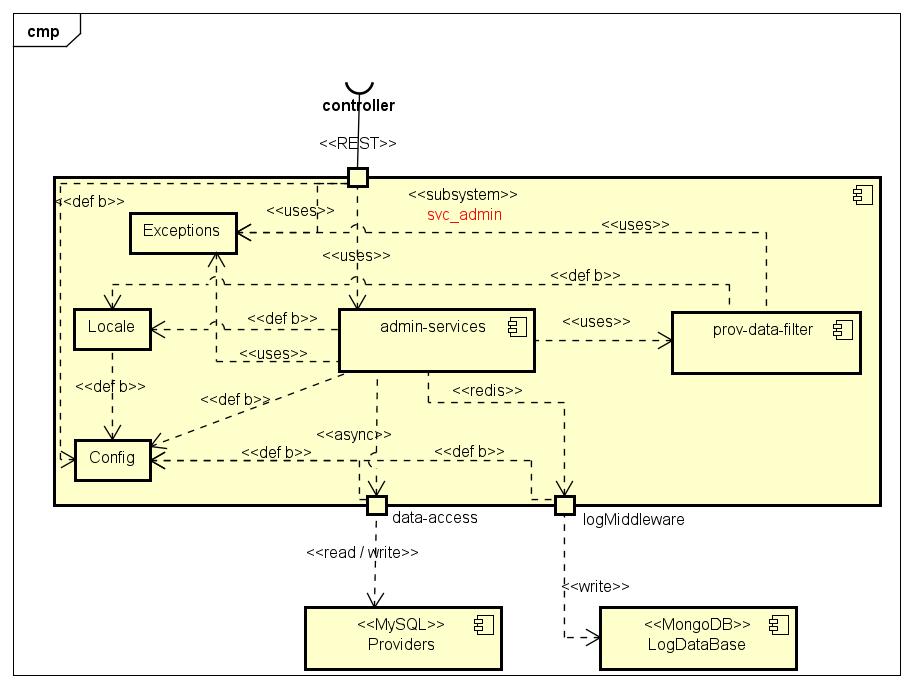 cmp
controller
<<REST>>
<<subsystem>>
svc_admin
<<def b>>
<<uses>>
<<uses>>
Exceptions
<<uses>>
<<def b>>
Locale
<<def b>>
admin-services
<<uses>>
prov-data-filter
<<uses>>
<<def b>>
<<def b>>
<<redis>>
<<async>>
<<def b>>
<<def b>>
Config
data-access
logMiddleware
<<read / write>>
<<write>>
<<MySQL>>
Providers
<<MongoDB>>
LogDataBase